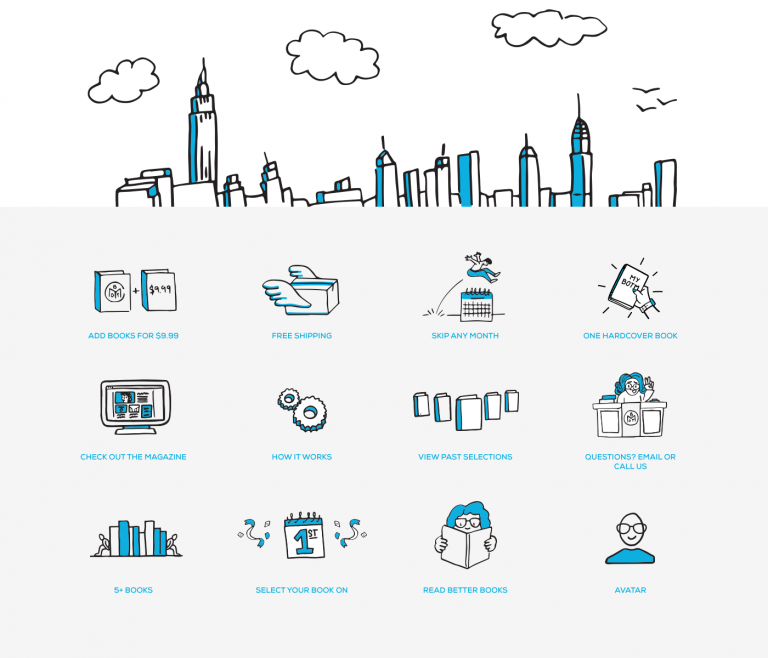 $9.99
MY
BOTM
ADD BOOKS FOR $9.99
FREE SHIPPING
SKIP ANY MONTH
ONE HARDCOVER BOOK
CHECK OUT THE MAGAZINE
HOW IT WORKS
VIEW PAST SELECTIONS
QUESTIONS? EMAIL OR
CALL US
1ST
5+ BOOKS
SELECT YOUR BOOK ON
READ BETTER BOOKS
AVATAR